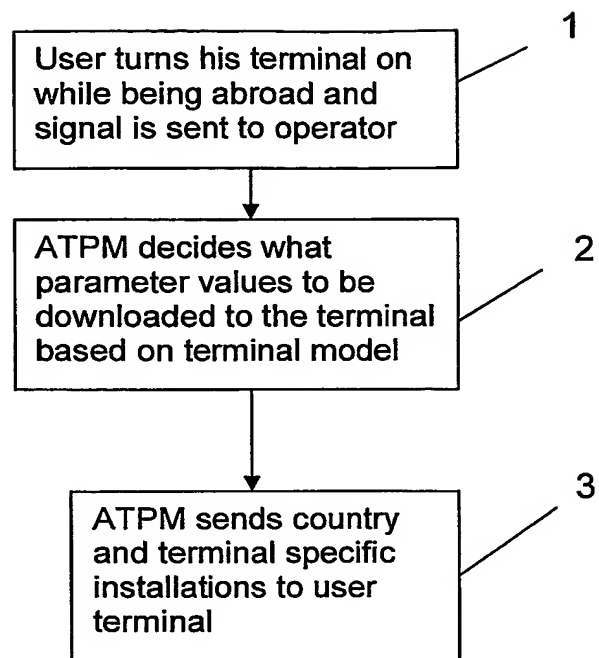 1
User turns his terminal on
while being abroad and
signal is sent to operator
2
ATPM decides what
parameter values to be
downloaded to the terminal
based on terminal model
3
ATPM sends country
and terminal specific
installations to user
terminal